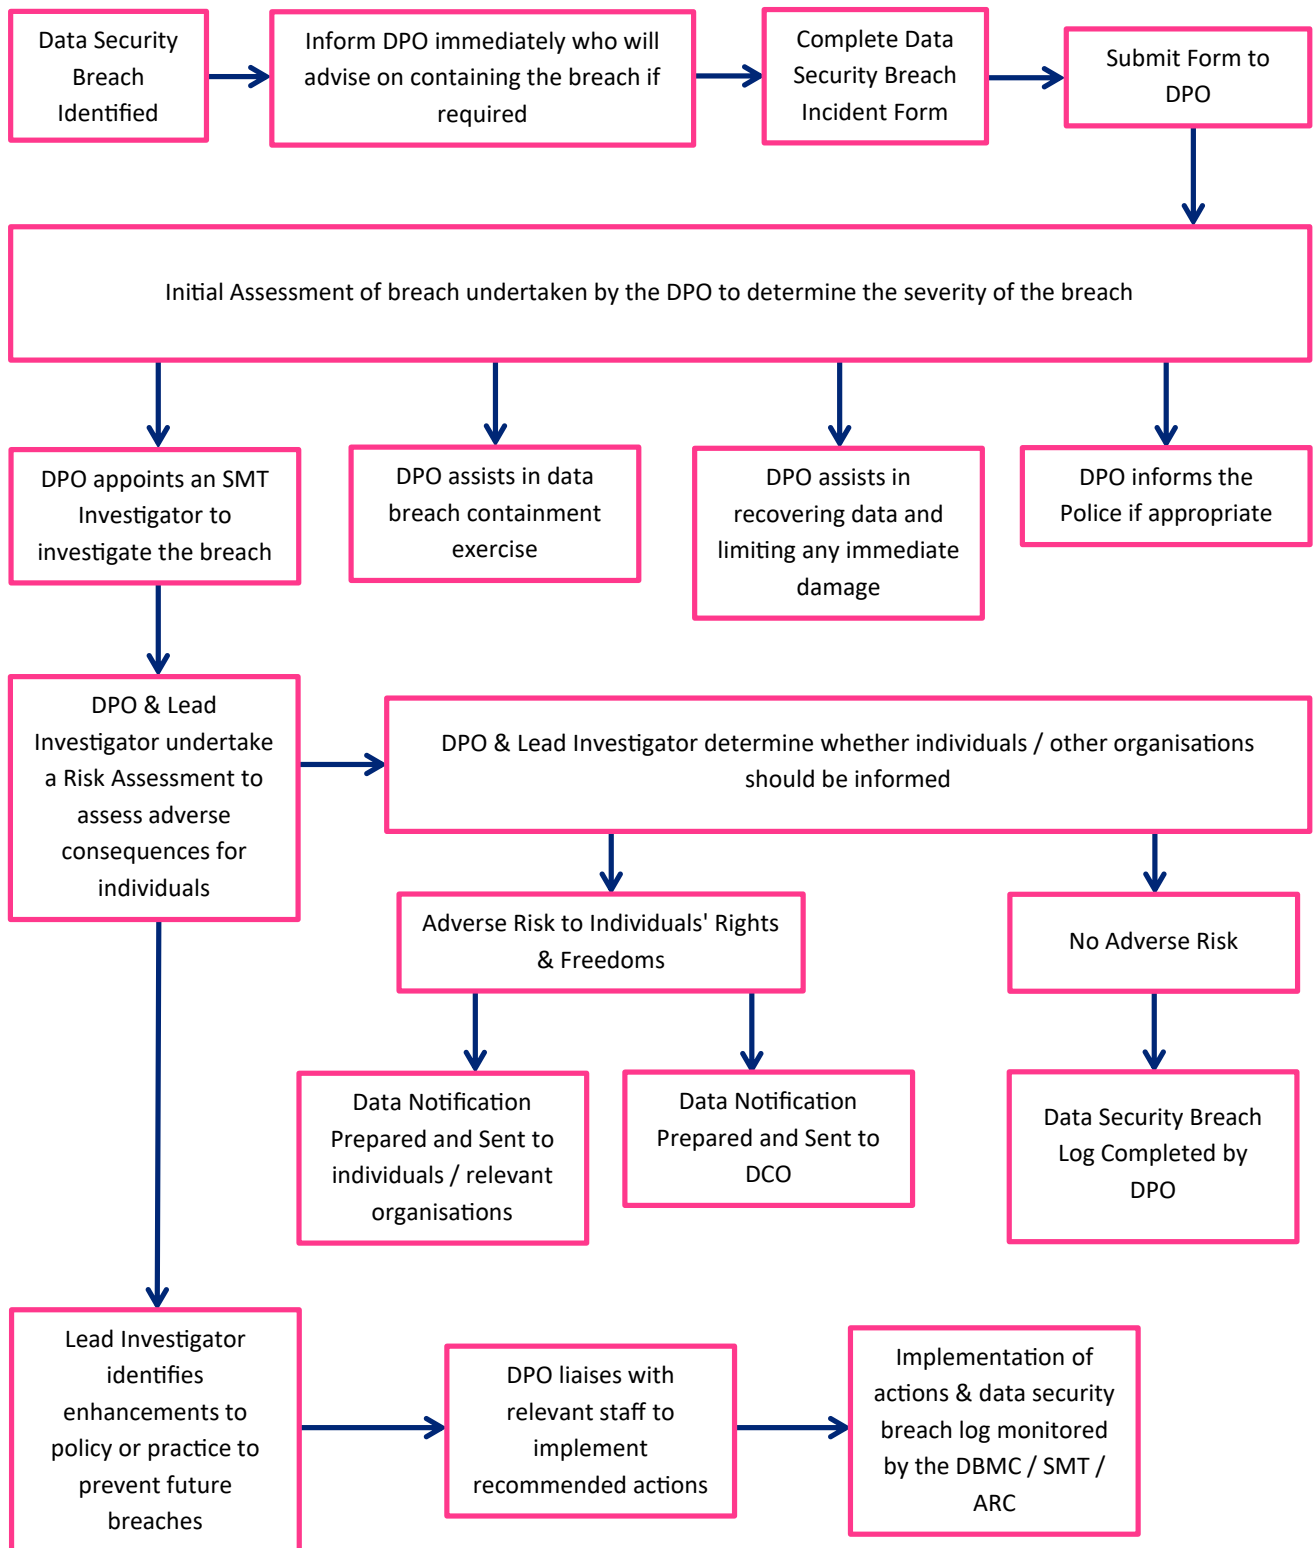 Data Security
Breach
Identified
Inform DPO immediately who will
advise on containing the breach if
required
Complete Data
Security Breach
Incident Form
Submit Form to
DPO
Initial Assessment of breach undertaken by the DPO to determine the severity of the breach
DPO appoints an SMT
Investigator to
investigate the breach
DPO assists in data
breach containment
exercise
DPO assists in
recovering data and
limiting any immediate
damage
DPO informs the
Police if appropriate
DPO & Lead
Investigator undertake
a Risk Assessment to
assess adverse
consequences for
individuals
DPO & Lead Investigator determine whether individuals / other organisations
should be informed
Adverse Risk to Individuals' Rights
& Freedoms
No Adverse Risk
Data Notification
Prepared and Sent to
individuals / relevant
organisations
Data Notification
Prepared and Sent to
DCO
Data Security Breach
Log Completed by
DPO
Lead Investigator
identifies
enhancements to
policy or practice to
prevent future
breaches
DPO liaises with
relevant staff to
implement
recommended actions
Implementation of
actions & data security
breach log monitored
by the DBMC / SMT /
ARC